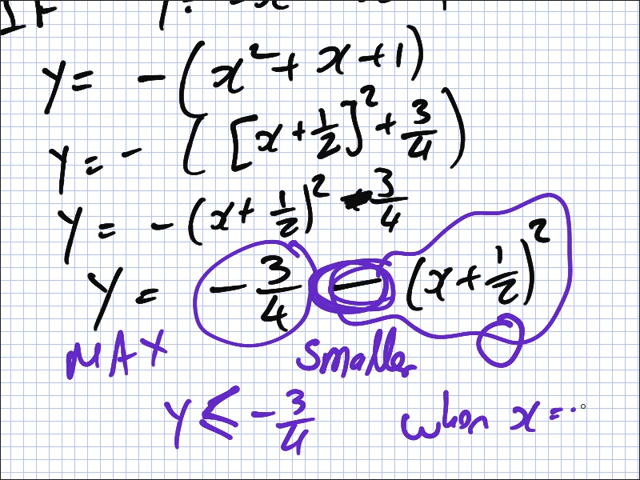 y = -(x² + x + 1)
y = -([x + 1/2]² + 3/4)
y = -(x + 1/2)² - 3/4
y = -3/4 - (x + 1/2)²
MAX smaller
y ≤ -3/4 when x = -